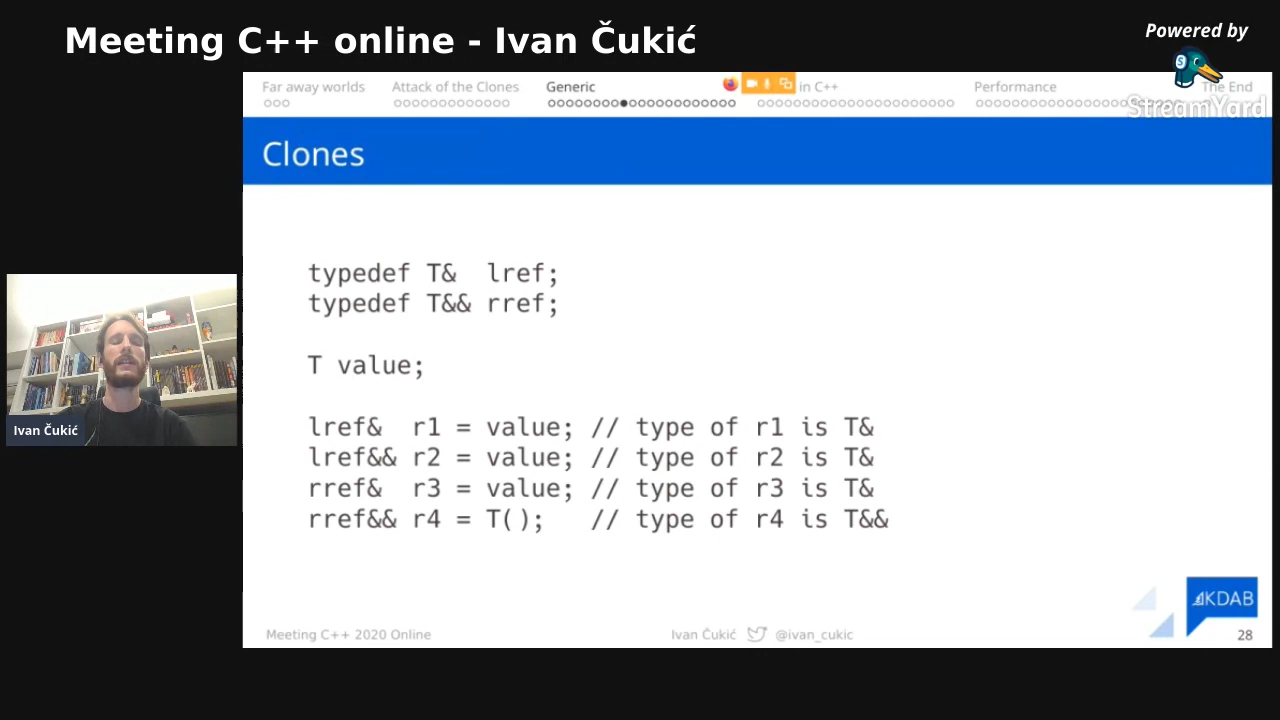 Meeting C++ online - Ivan Čukić
Powered by
StreamYard
Far away worlds
Attack of the Clones
Generic
in C++
Performance
The End
Clones
typedef T& lref;
typedef T&& rref;
T value;
lref& r1 = value; // type of r1 is T&
lref&& r2 = value; // type of r2 is T&
rref& r3 = value; // type of r3 is T&
rref&& r4 = T(); // type of r4 is T&&
Ivan Čukić
KDAB
Meeting C++ 2020 Online
Ivan Čukić @ivan_cukic
28